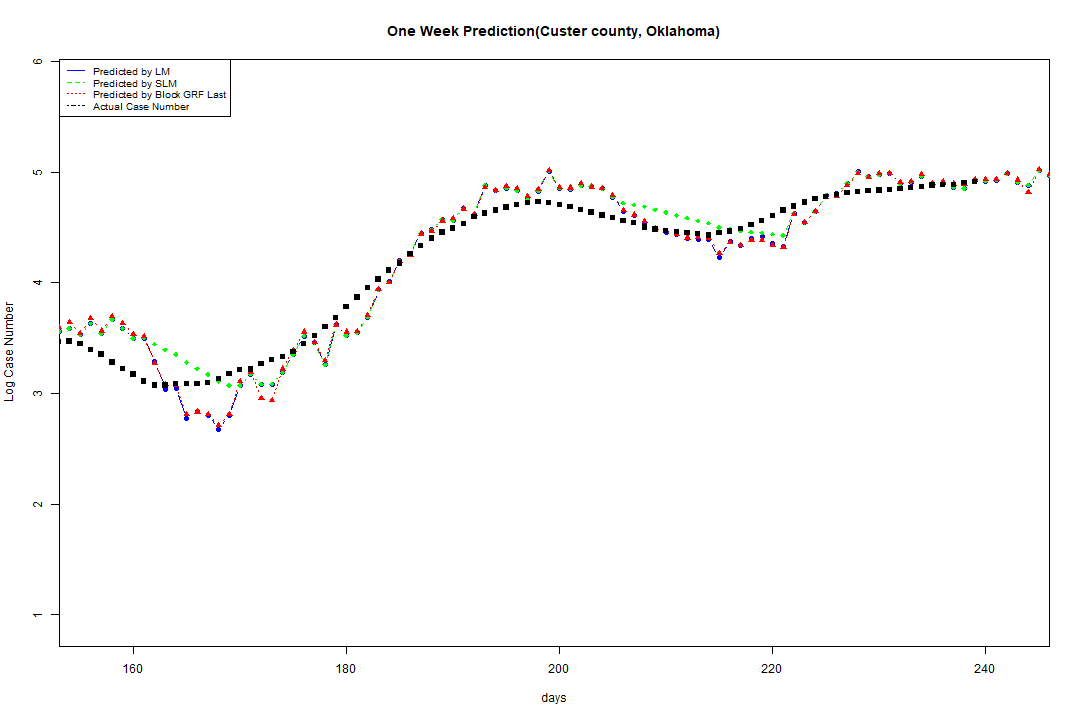 One Week Prediction(Custer county, Oklahoma)
Predicted by LM
Predicted by SLM
Predicted by Block GRF Last
Actual Case Number
6
5
4
3
2
1
Log Case Number
160 180 200 220 240
days